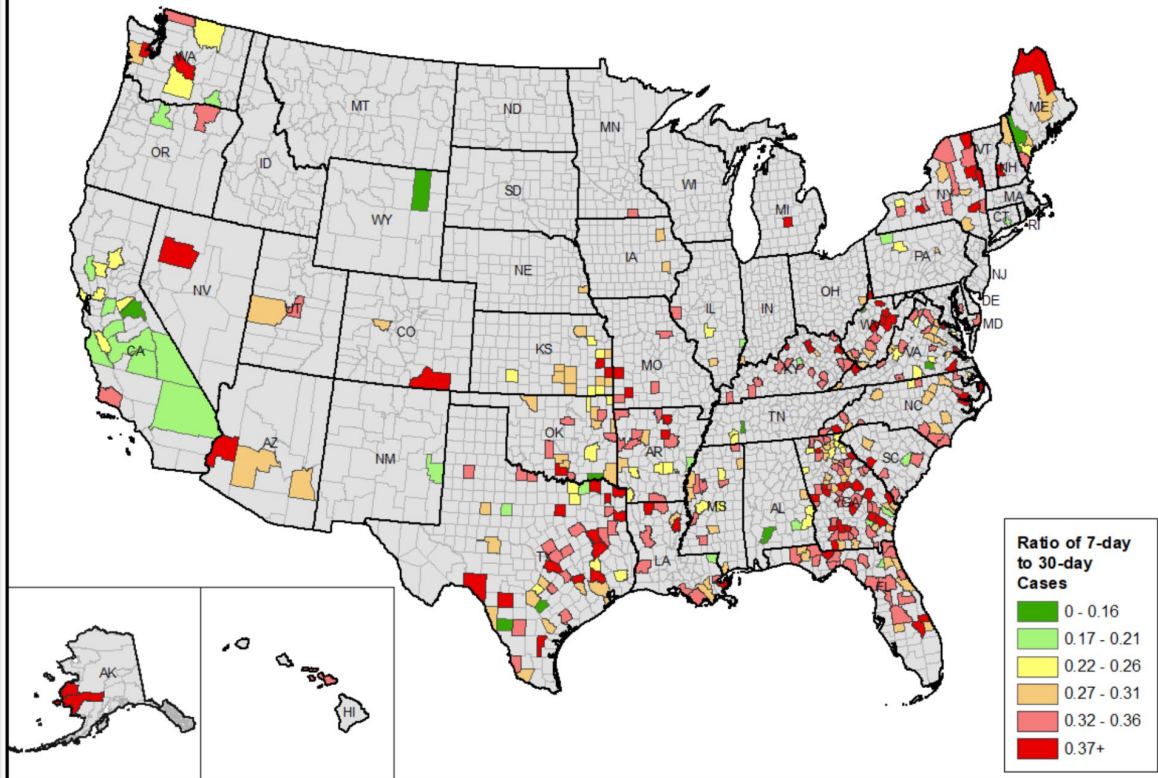 WA
MT
ND
MN
ME
VT
NH
OR
ID
SD
WI
MI
NY
MA
CT
RI
WY
IA
PA
NJ
NE
NV
UT
CO
IL
IN
OH
DE
MD
CA
KS
MO
KY
VA
AZ
NM
OK
AR
TN
NC
SC
MS
AL
GA
LA
FL
AK
HI
Ratio of 7-day
to 30-day
Cases
0 - 0.16
0.17 - 0.21
0.22 - 0.26
0.27 - 0.31
0.32 - 0.36
0.37+